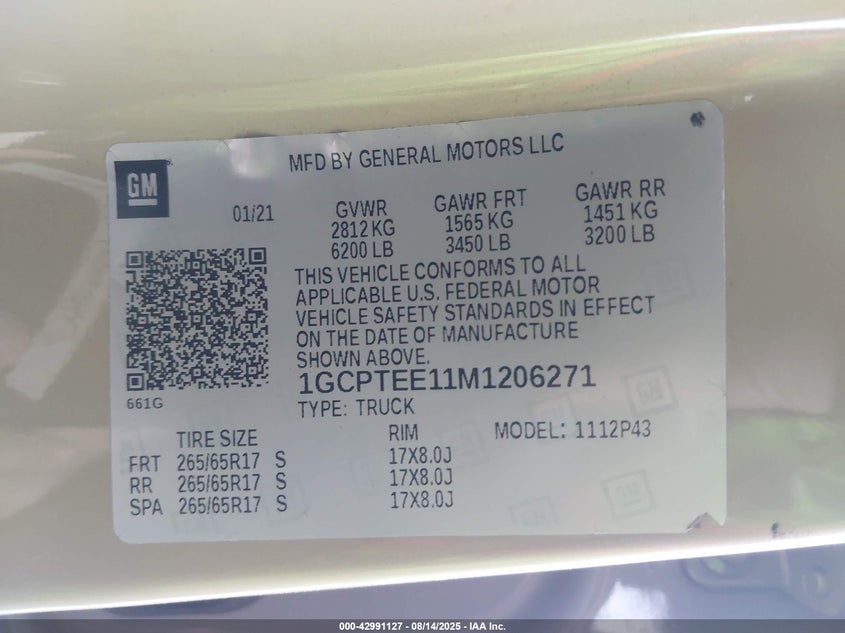 MFD BY GENERAL MOTORS LLC
GM
01/21
GVWR
2812 KG
6200 LB
GAWR FRT
1565 KG
3450 LB
GAWR RR
1451 KG
3200 LB
THIS VEHICLE CONFORMS TO ALL
APPLICABLE U.S. FEDERAL MOTOR
VEHICLE SAFETY STANDARDS IN EFFECT
ON THE DATE OF MANUFACTURE
SHOWN ABOVE.
661G
1GCPTEE11M1206271
TYPE: TRUCK
MODEL: 1112P43
TIRE SIZE RIM
FRT 265/65R17 S 17X8.0J
RR 265/65R17 S 17X8.0J
SPA 265/65R17 S 17X8.0J
000-42991127 - 08/14/2025 - IAA Inc.